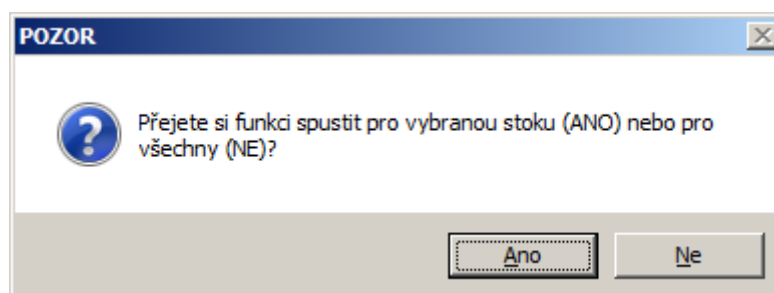 POZOR
Přejete si funkci spustit pro vybranou stoku (ANO) nebo pro
všechny (NE)?
Ano
Ne